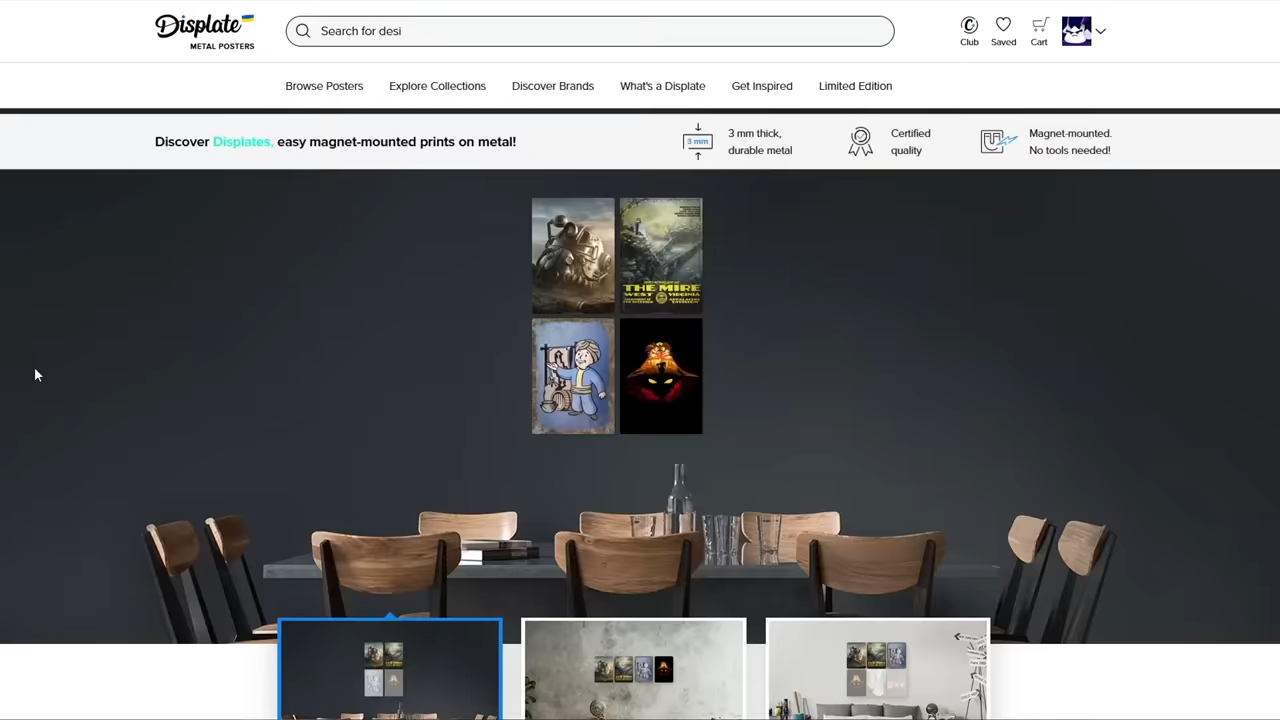 Displate
METAL POSTERS
Search for desi
Club
Saved
Cart
Browse Posters
Explore Collections
Discover Brands
What's a Displate
Get Inspired
Limited Edition
Discover Displates, easy magnet-mounted prints on metal!
3 mm
3 mm thick,
durable metal
Certified
quality
Magnet-mounted.
No tools needed!
THE MIRE
WEST VIRGINIA